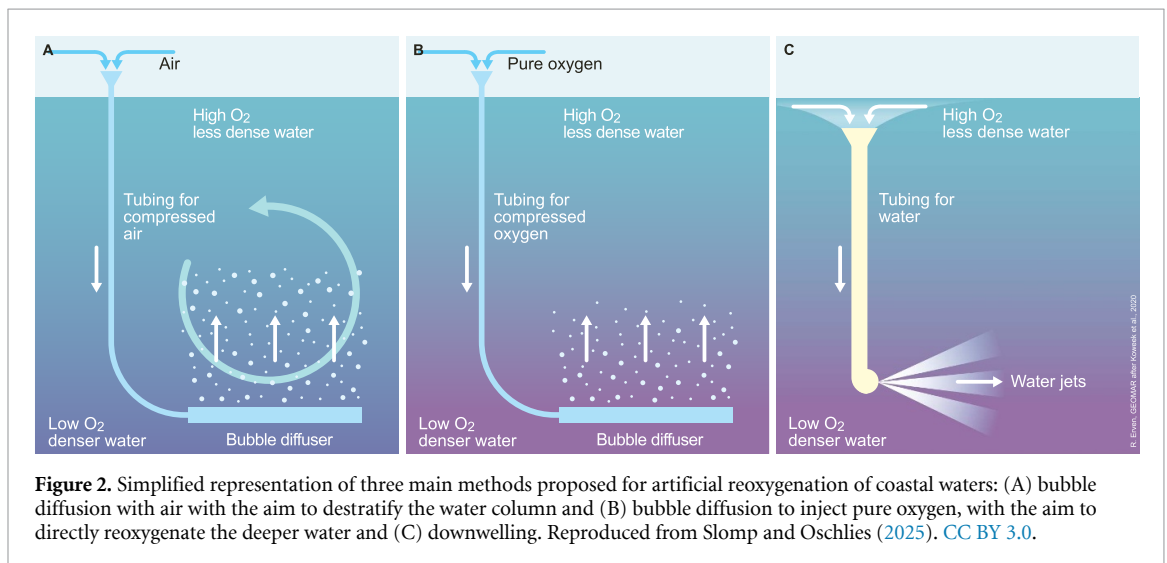 A
Air
High O2
less dense water
Tubing for
compressed
air
Low O2
denser water
Bubble diffuser
B
Pure oxygen
High O2
less dense water
Tubing for
compressed
oxygen
Low O2
denser water
Bubble diffuser
C
High O2
less dense water
Tubing for
water
Water jets
Low O2
denser water
R. Erven, GEOMAR after Koweek et al., 2020
Figure 2. Simplified representation of three main methods proposed for artificial reoxygenation of coastal waters: (A) bubble
diffusion with air with the aim to destratify the water column and (B) bubble diffusion to inject pure oxygen, with the aim to
directly reoxygenate the deeper water and (C) downwelling. Reproduced from Slomp and Oschlies (2025). CC BY 3.0.